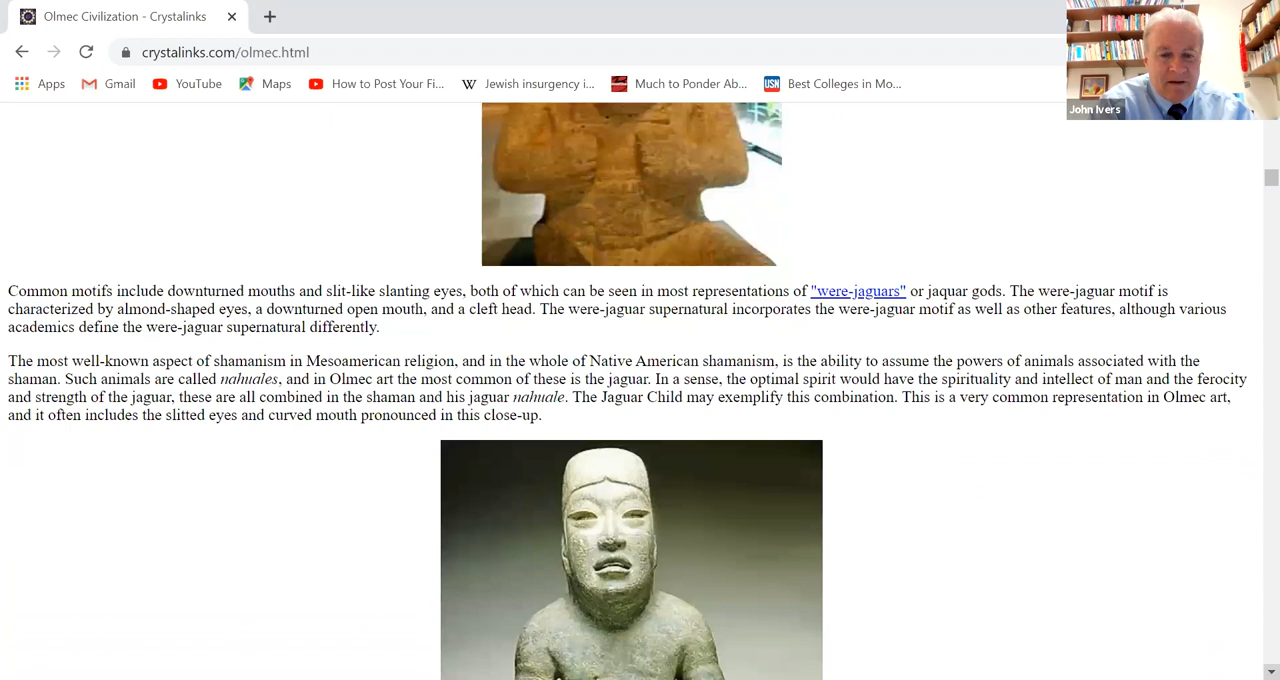 Olmec Civilization - Crystalinks
crystalinks.com/olmec.html
Apps Gmail YouTube Maps How to Post Your Fi... Jewish insurgency i... Much to Ponder Ab... USN Best Colleges in Mo...
John Ivers
Common motifs include downturned mouths and slit-like slanting eyes, both of which can be seen in most representations of "were-jaguars" or jaquar gods. The were-jaguar motif is
characterized by almond-shaped eyes, a downturned open mouth, and a cleft head. The were-jaguar supernatural incorporates the were-jaguar motif as well as other features, although various
academics define the were-jaguar supernatural differently.
The most well-known aspect of shamanism in Mesoamerican religion, and in the whole of Native American shamanism, is the ability to assume the powers of animals associated with the
shaman. Such animals are called nahuales, and in Olmec art the most common of these is the jaguar. In a sense, the optimal spirit would have the spirituality and intellect of man and the ferocity
and strength of the jaguar, these are all combined in the shaman and his jaguar nahuale. The Jaguar Child may exemplify this combination. This is a very common representation in Olmec art,
and it often includes the slitted eyes and curved mouth pronounced in this close-up.